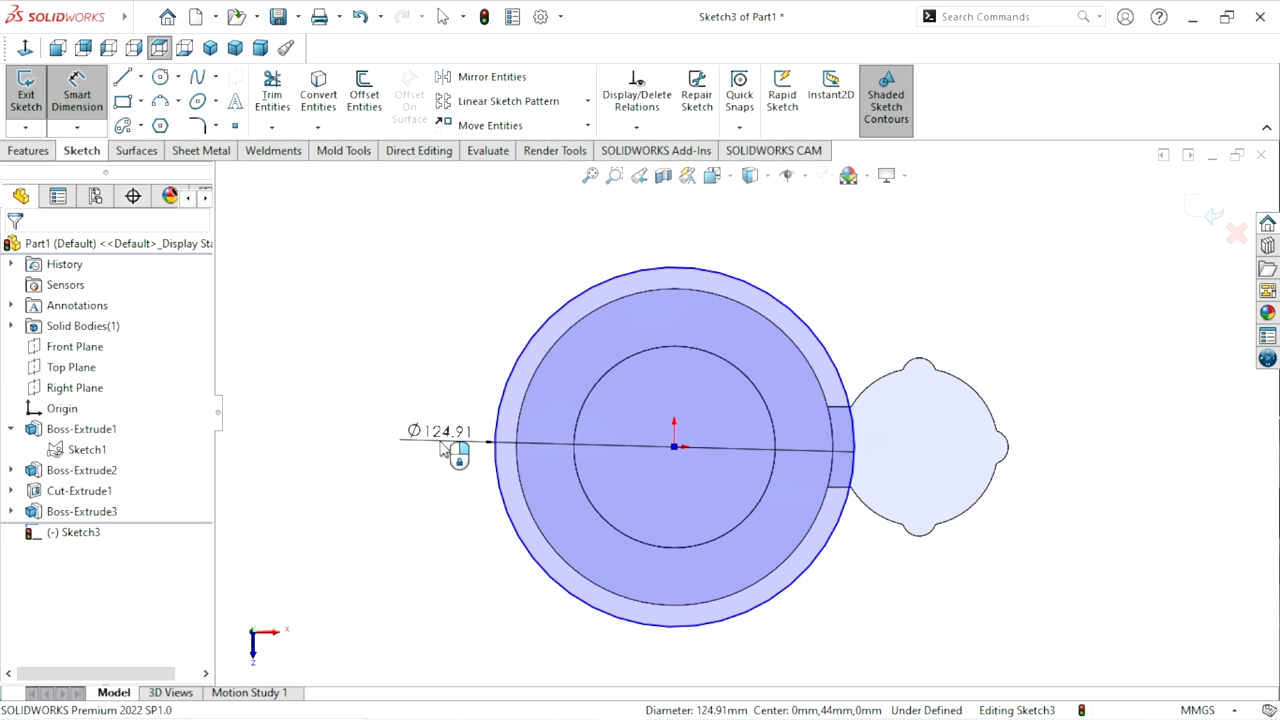 SOLIDWORKS
Sketch3 of Part1 *
Search Commands
Exit Sketch
Smart Dimension
Trim Entities
Convert Entities
Offset Entities
Offset On Surface
Mirror Entities
Linear Sketch Pattern
Move Entities
Display/Delete Relations
Repair Sketch
Quick Snaps
Rapid Sketch
Instant2D
Shaded Sketch Contours
Features
Sketch
Surfaces
Sheet Metal
Weldments
Mold Tools
Direct Editing
Evaluate
Render Tools
SOLIDWORKS Add-Ins
SOLIDWORKS CAM
Part1 (Default) <<Default>_Display Sta
History
Sensors
Annotations
Solid Bodies(1)
Front Plane
Top Plane
Right Plane
Origin
Boss-Extrude1
Sketch1
Boss-Extrude2
Cut-Extrude1
Boss-Extrude3
(-) Sketch3
Ø124.91
X
Z
Model
3D Views
Motion Study 1
SOLIDWORKS Premium 2022 SP1.0
Diameter: 124.91mm Center: 0mm,44mm,0mm
Under Defined
Editing Sketch3
MMGS